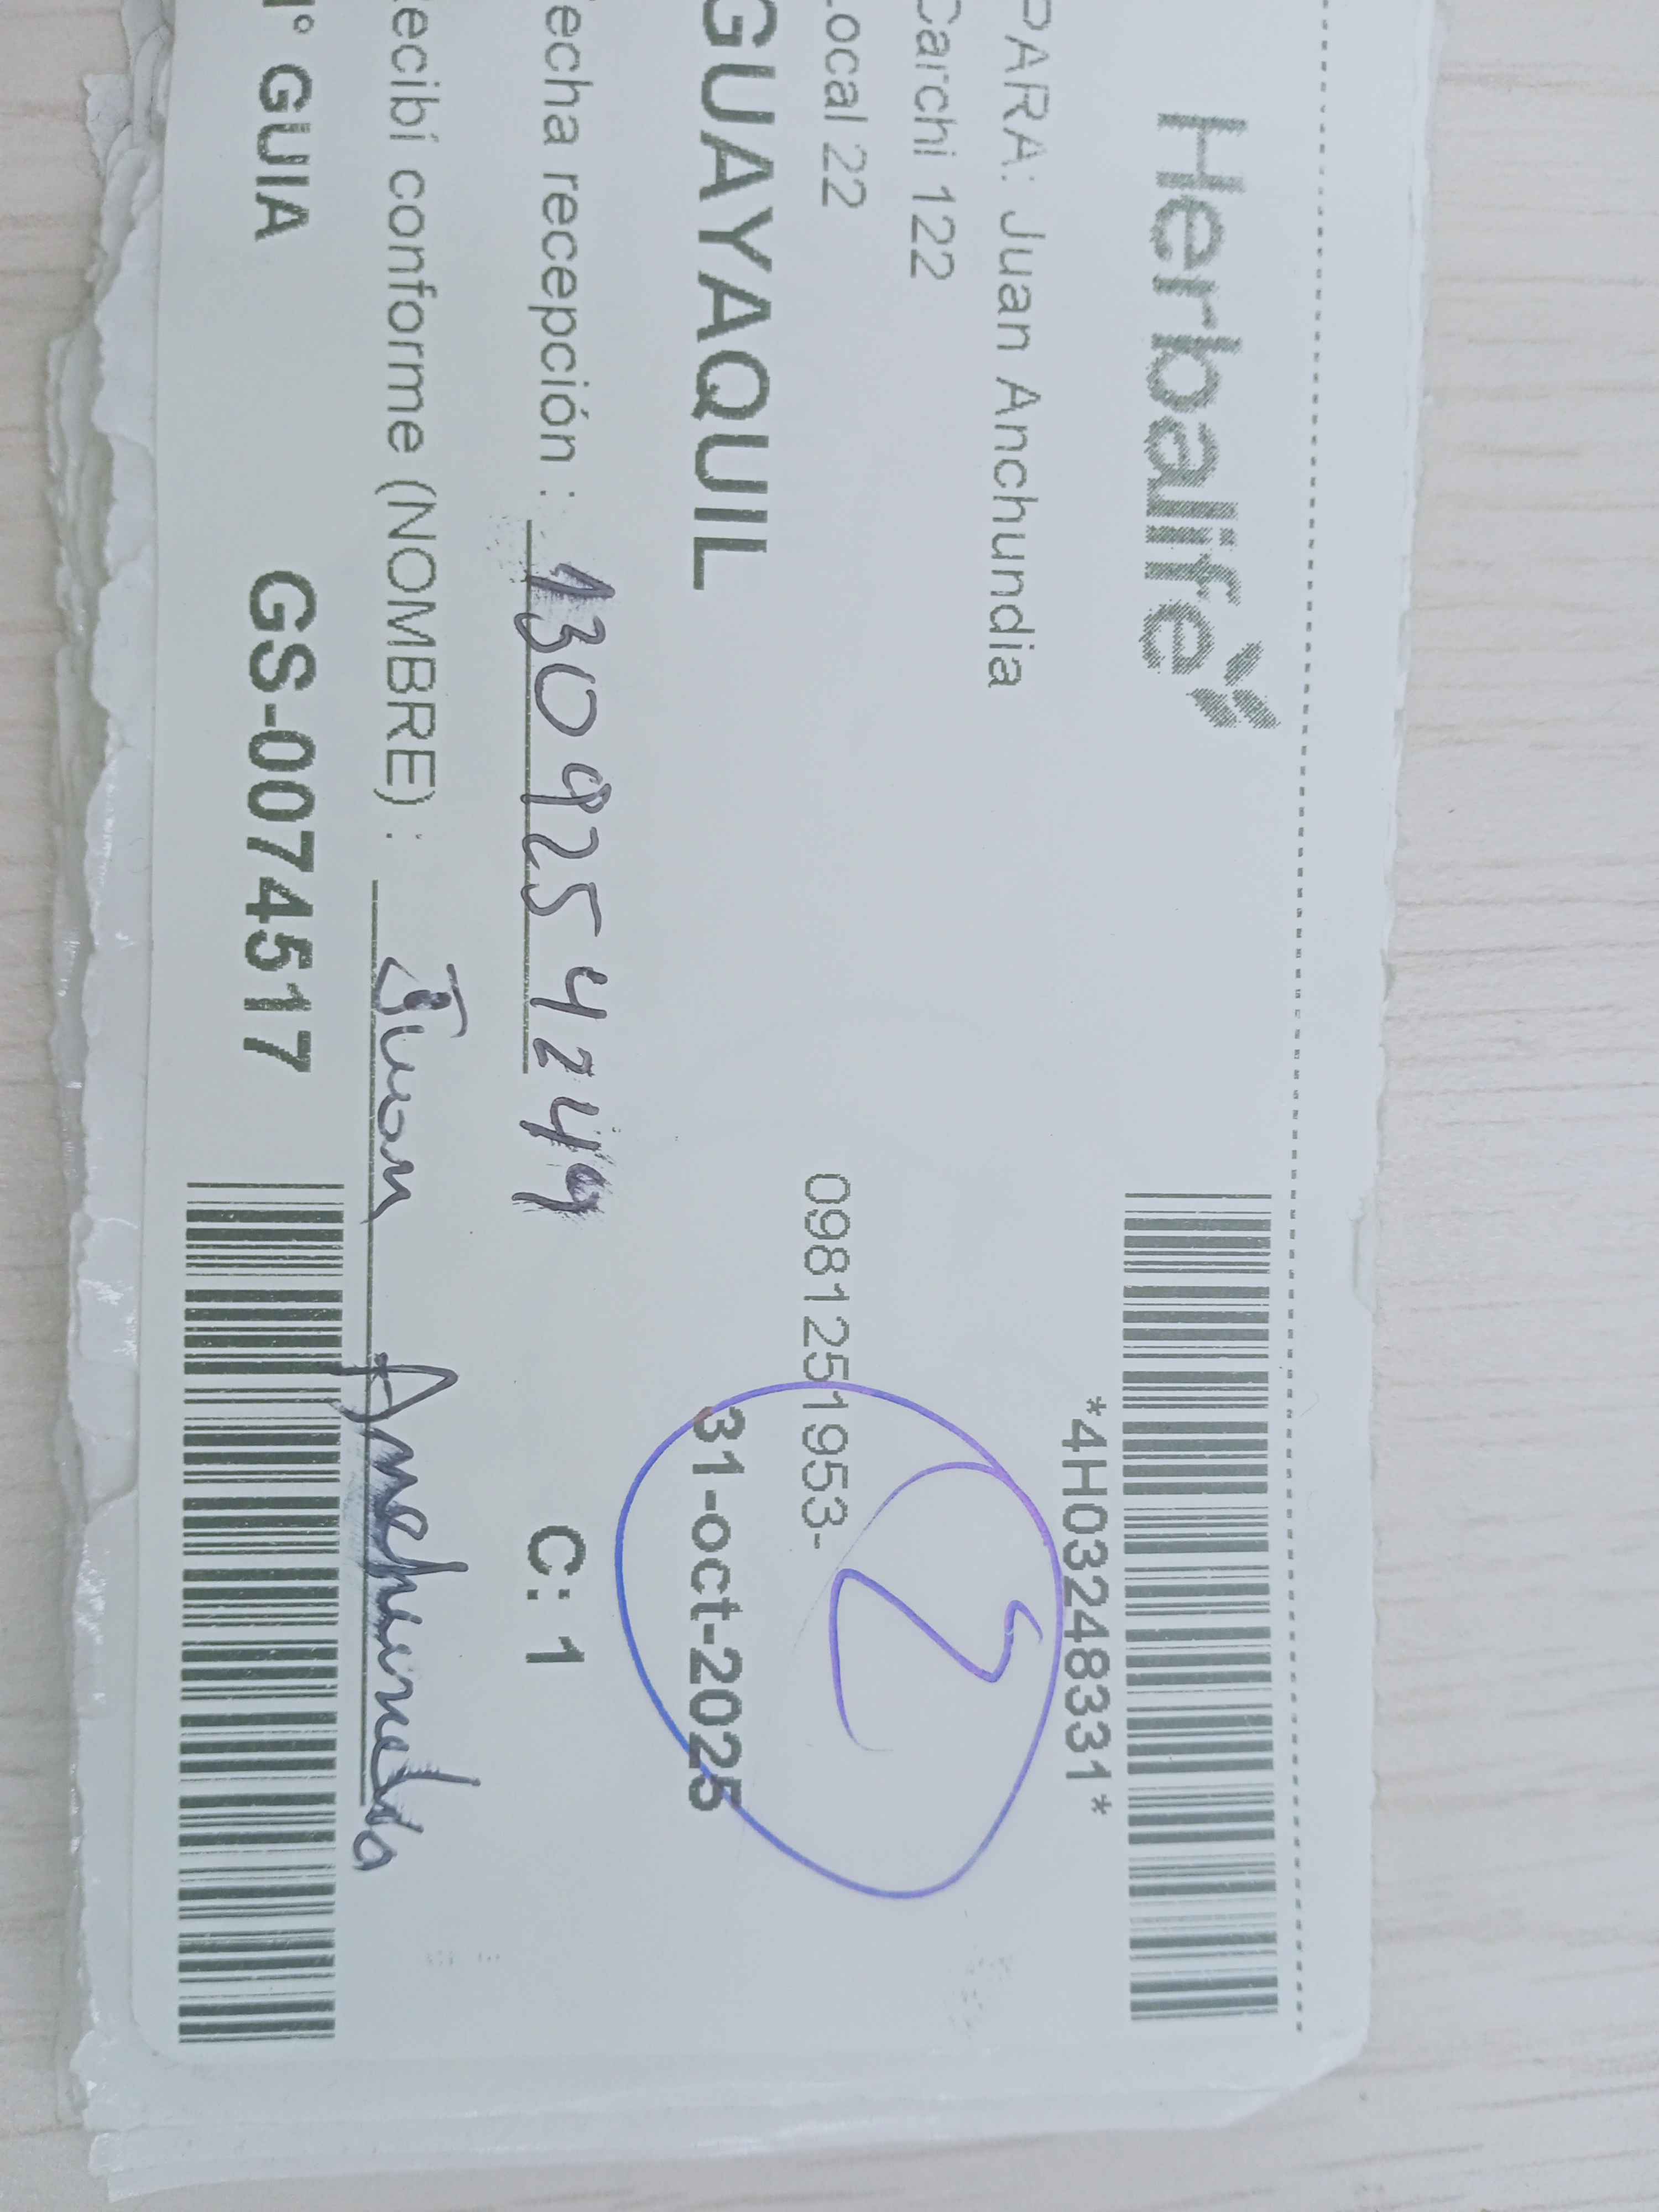 Herbalife
*4H03248331*
PARA: Juan Anchundia
Carchi 122
Local 22
0981251953-
2
GUAYAQUIL
31-oct-2025
echa recepción : 1309254249
C: 1
ecibí conforme (NOMBRE) : Juan Anchundia
° GUIA GS-0074517